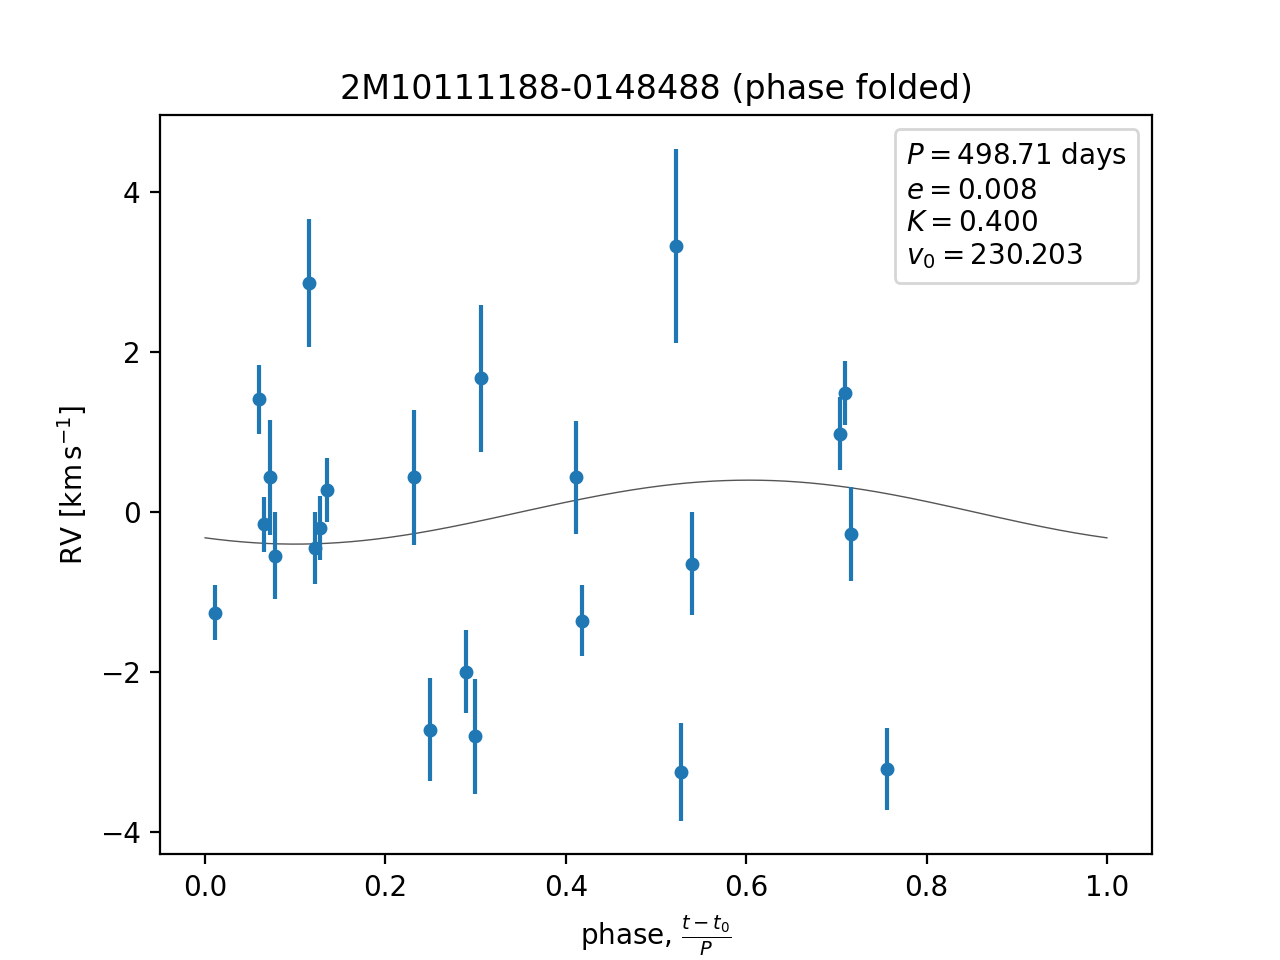 2M10111188-0148488 (phase folded)
P = 498.71 days
e = 0.008
K = 0.400
v₀ = 230.203
4
2
0
−2
−4
RV [km s⁻¹]
0.0 0.2 0.4 0.6 0.8 1.0
phase, (t − t₀)/P